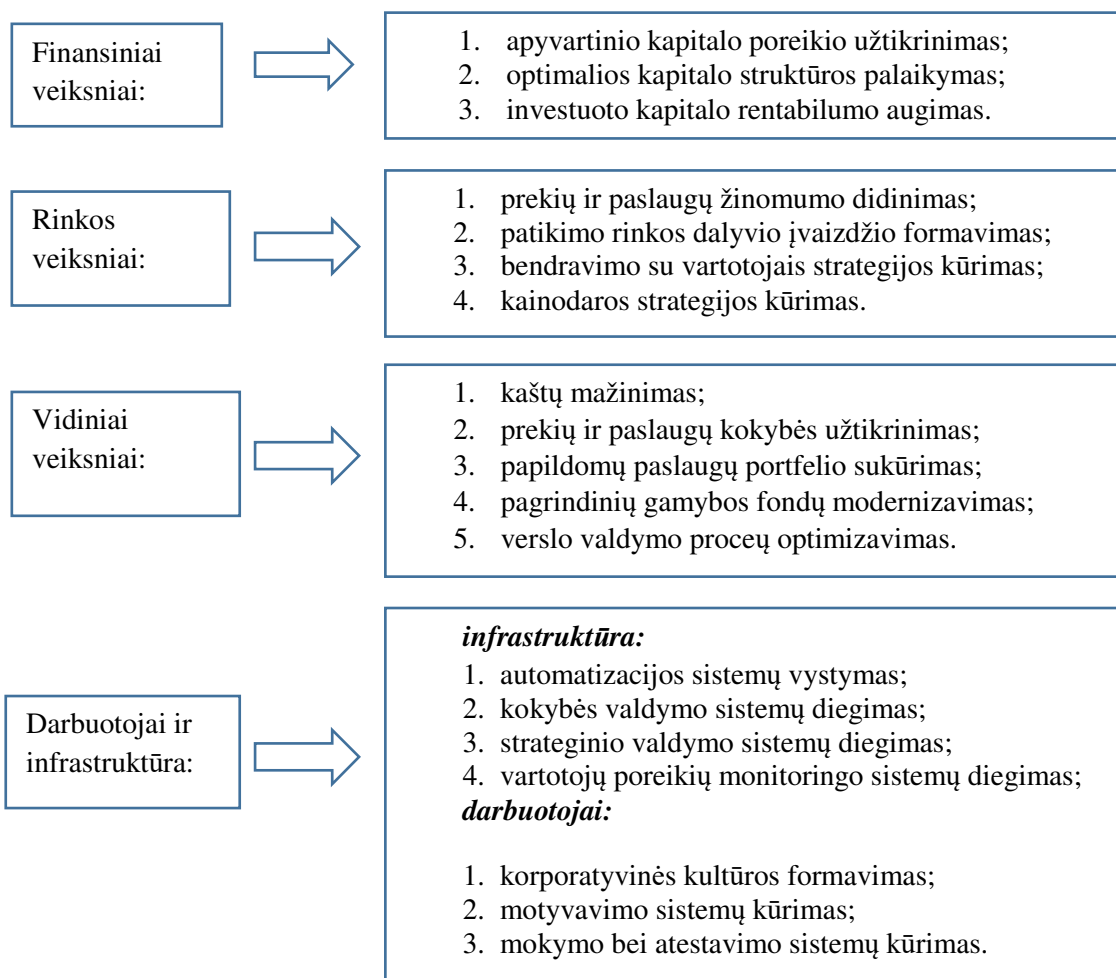 Finansiniai
veiksniai:
1. apyvartinio kapitalo poreikio užtikrinimas;
2. optimalios kapitalo struktūros palaikymas;
3. investuoto kapitalo rentabilumo augimas.
Rinkos
veiksniai:
1. prekių ir paslaugų žinomumo didinimas;
2. patikimo rinkos dalyvio įvaizdžio formavimas;
3. bendravimo su vartotojais strategijos kūrimas;
4. kainodaros strategijos kūrimas.
Vidiniai
veiksniai:
1. kaštų mažinimas;
2. prekių ir paslaugų kokybės užtikrinimas;
3. papildomų paslaugų portfelio sukūrimas;
4. pagrindinių gamybos fondų modernizavimas;
5. verslo valdymo proceų optimizavimas.
Darbuotojai ir
infrastruktūra:
infrastruktūra:
1. automatizacijos sistemų vystymas;
2. kokybės valdymo sistemų diegimas;
3. strateginio valdymo sistemų diegimas;
4. vartotojų poreikių monitoringo sistemų diegimas;
darbuotojai:
1. korporatyvinės kultūros formavimas;
2. motyvavimo sistemų kūrimas;
3. mokymo bei atestavimo sistemų kūrimas.